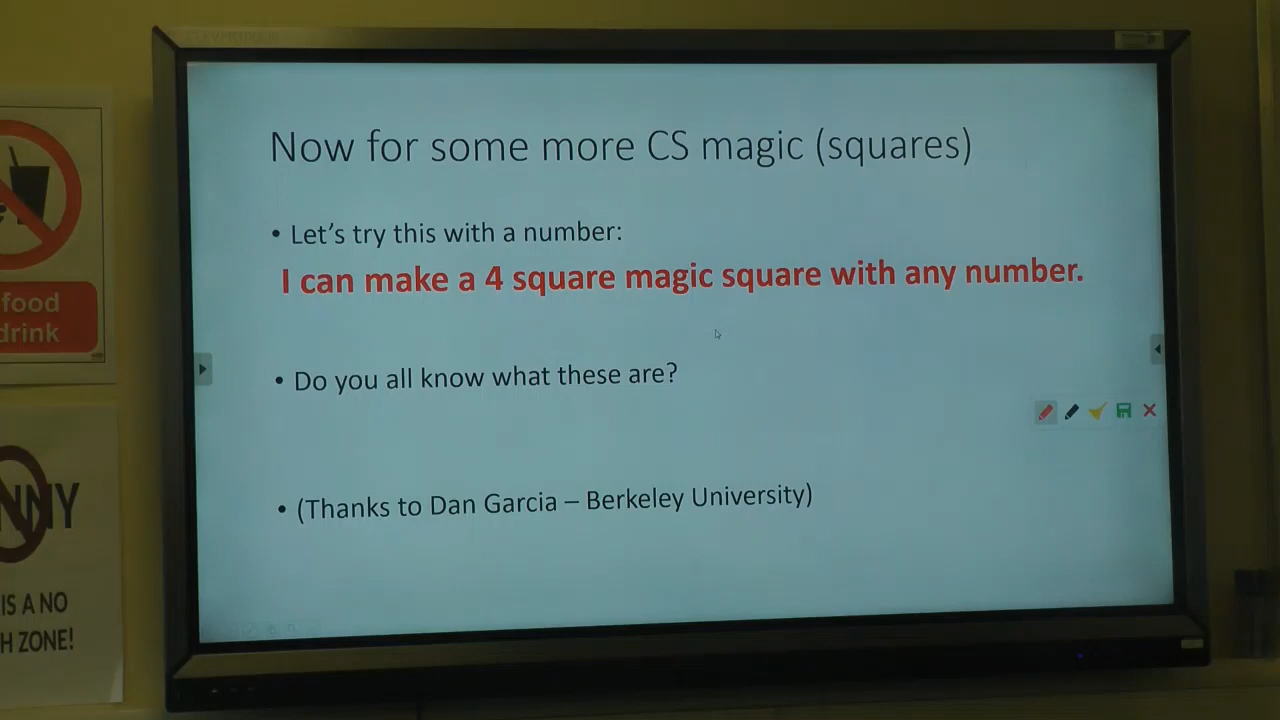 Now for some more CS magic (squares)
• Let's try this with a number:
I can make a 4 square magic square with any number.
• Do you all know what these are?
• (Thanks to Dan Garcia – Berkeley University)
food
drink
NNY
IS A NO
H ZONE!